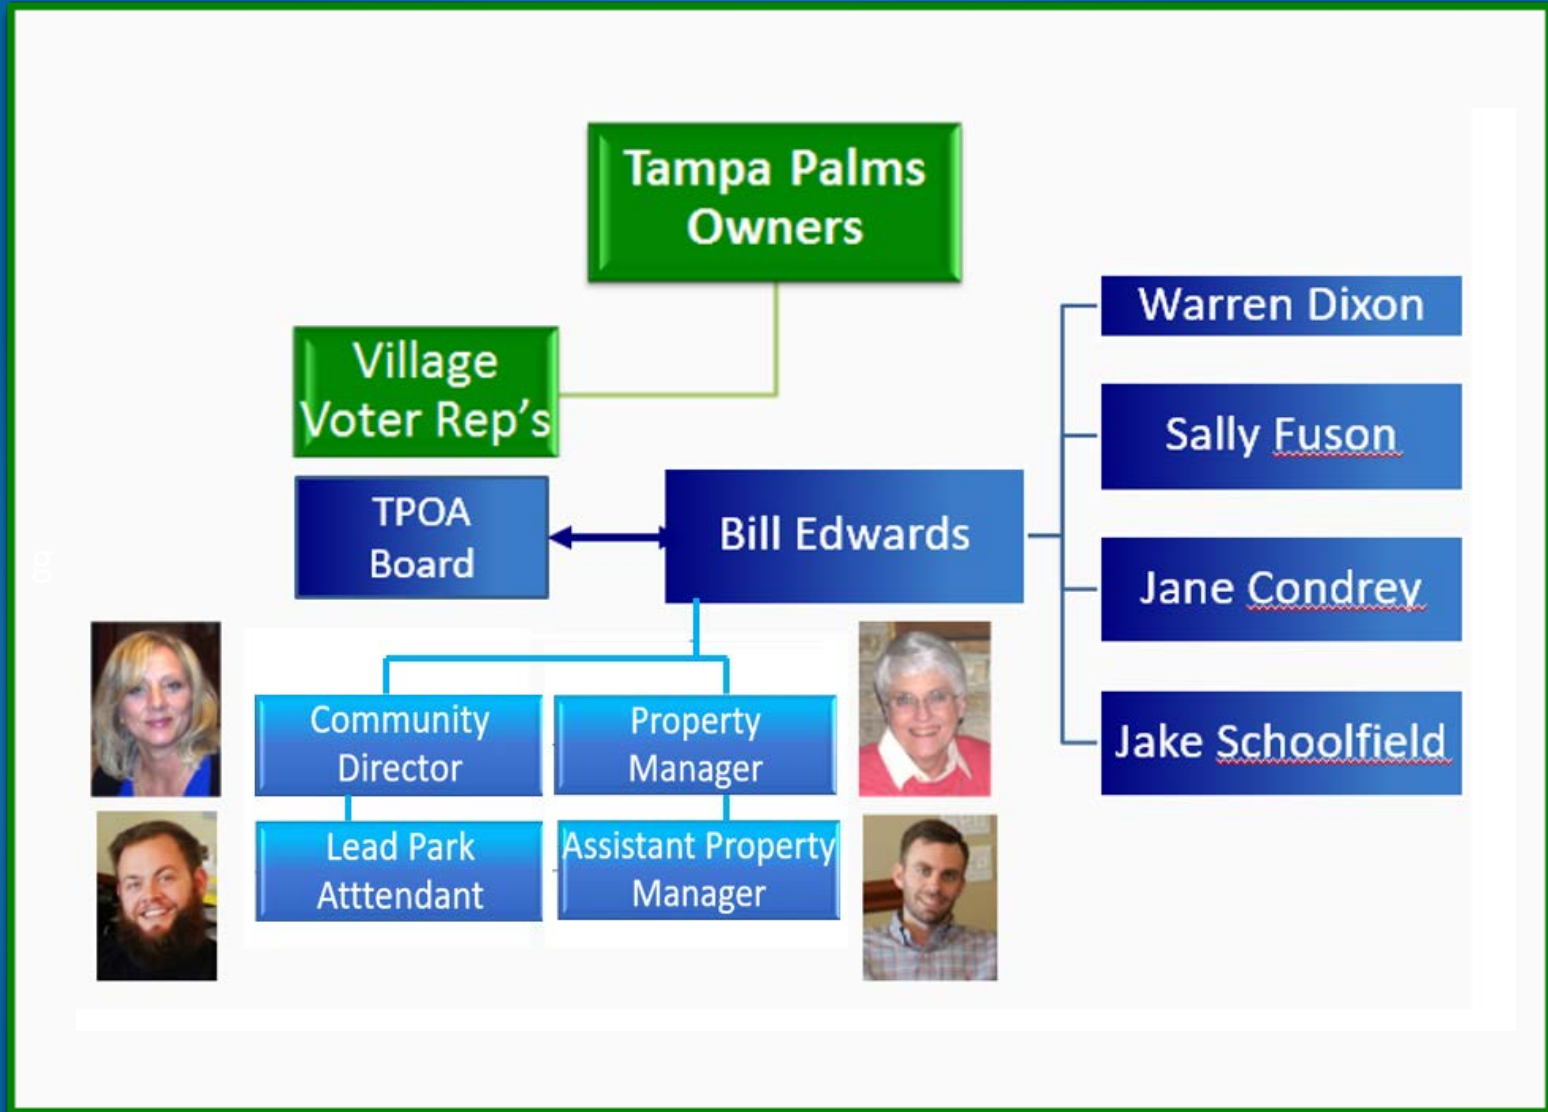 Tampa Palms
Owners
Village
Voter Rep's
Warren Dixon
Sally Fuson
TPOA
Board
Bill Edwards
Jane Condrey
Jake Schoolfield
g
Community
Director
Property
Manager
Lead Park
Atttendant
Assistant Property
Manager